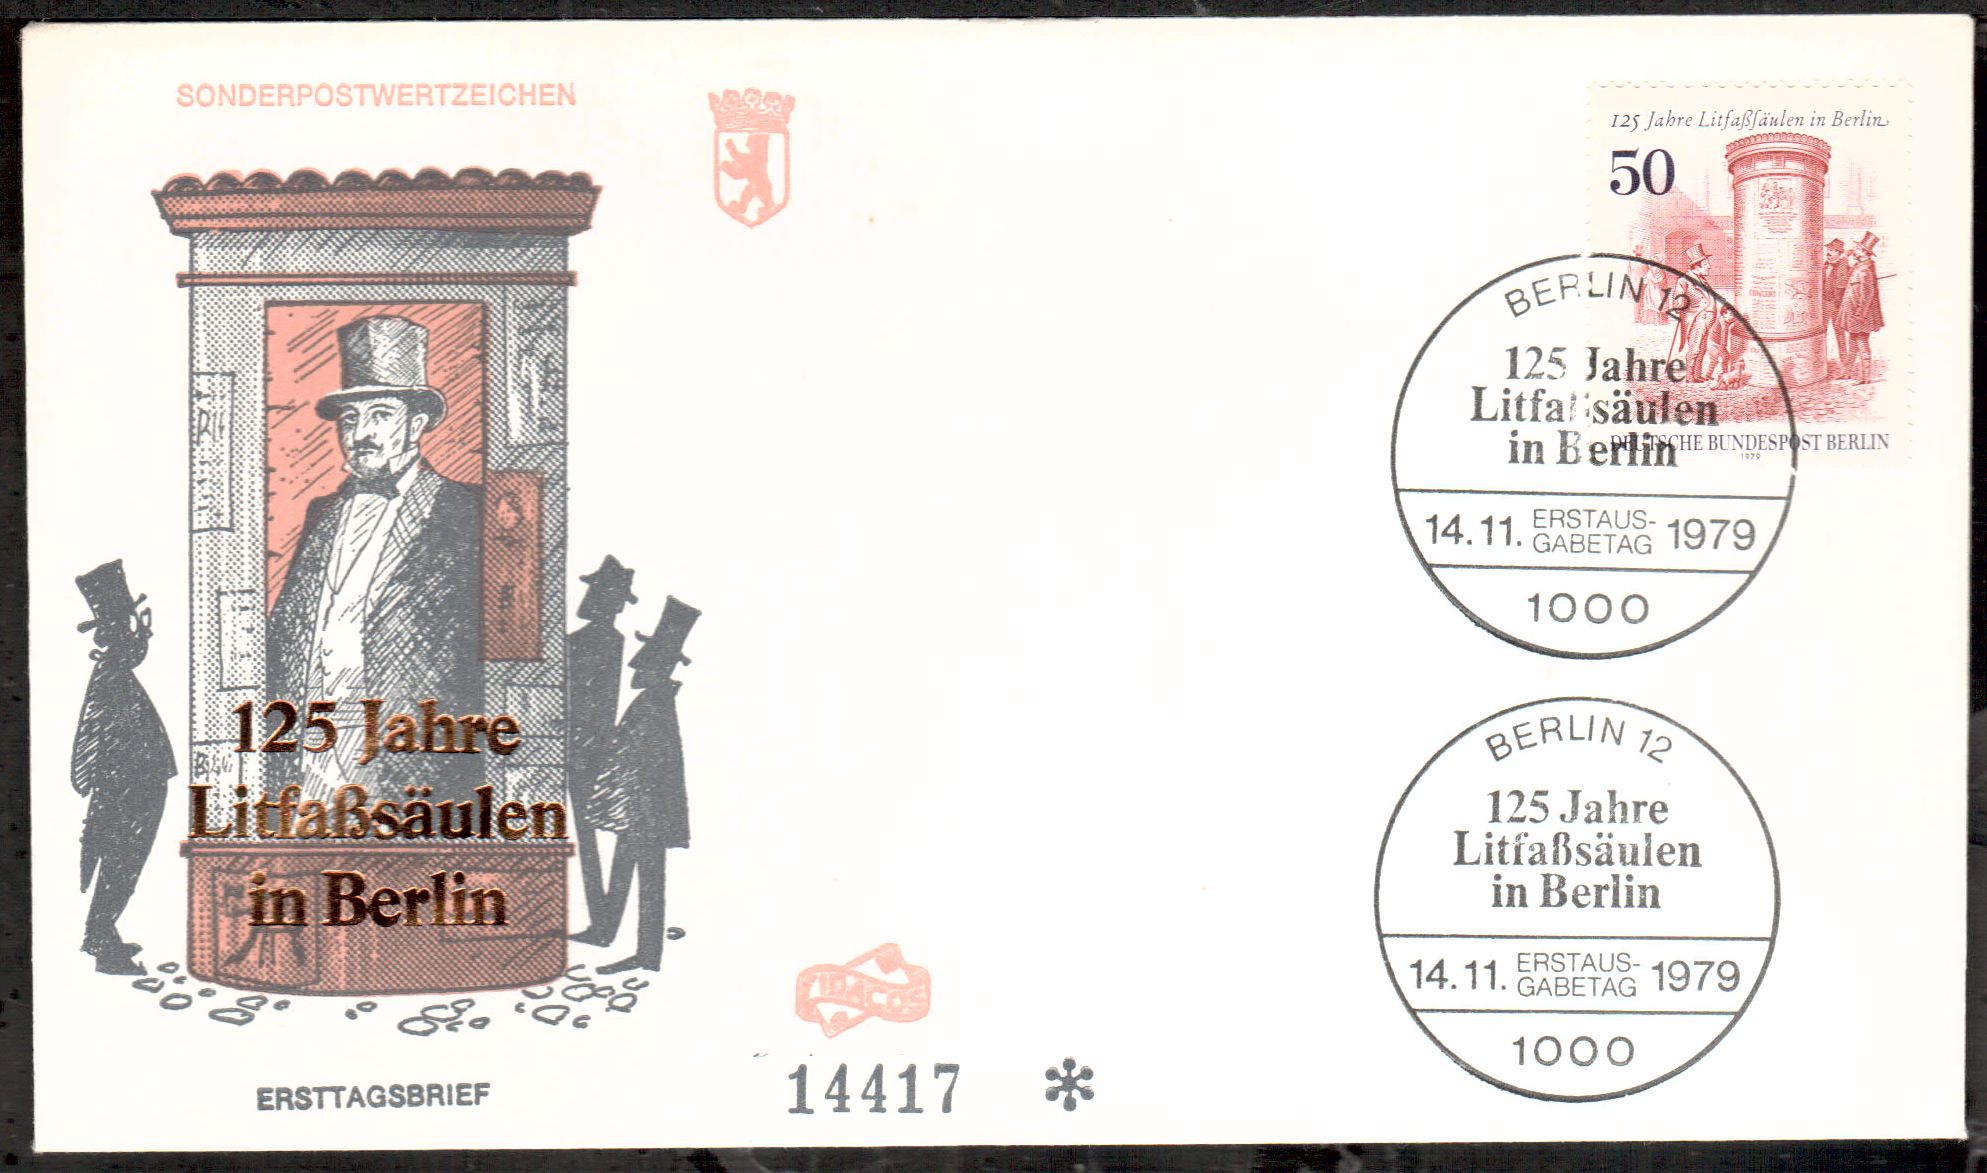 SONDERPOSTWERTZEICHEN
125 Jahre
Litfaßsäulen
in Berlin
ERSTTAGSBRIEF
FIDACOS
14417 *
125 Jahre Litfaßſäulen in Berlin
50
DEUTSCHE BUNDESPOST BERLIN
1979
BERLIN 12
125 Jahre
Litfaßsäulen
in Berlin
14.11. ERSTAUS-
GABETAG 1979
1000
BERLIN 12
125 Jahre
Litfaßsäulen
in Berlin
14.11. ERSTAUS-
GABETAG 1979
1000